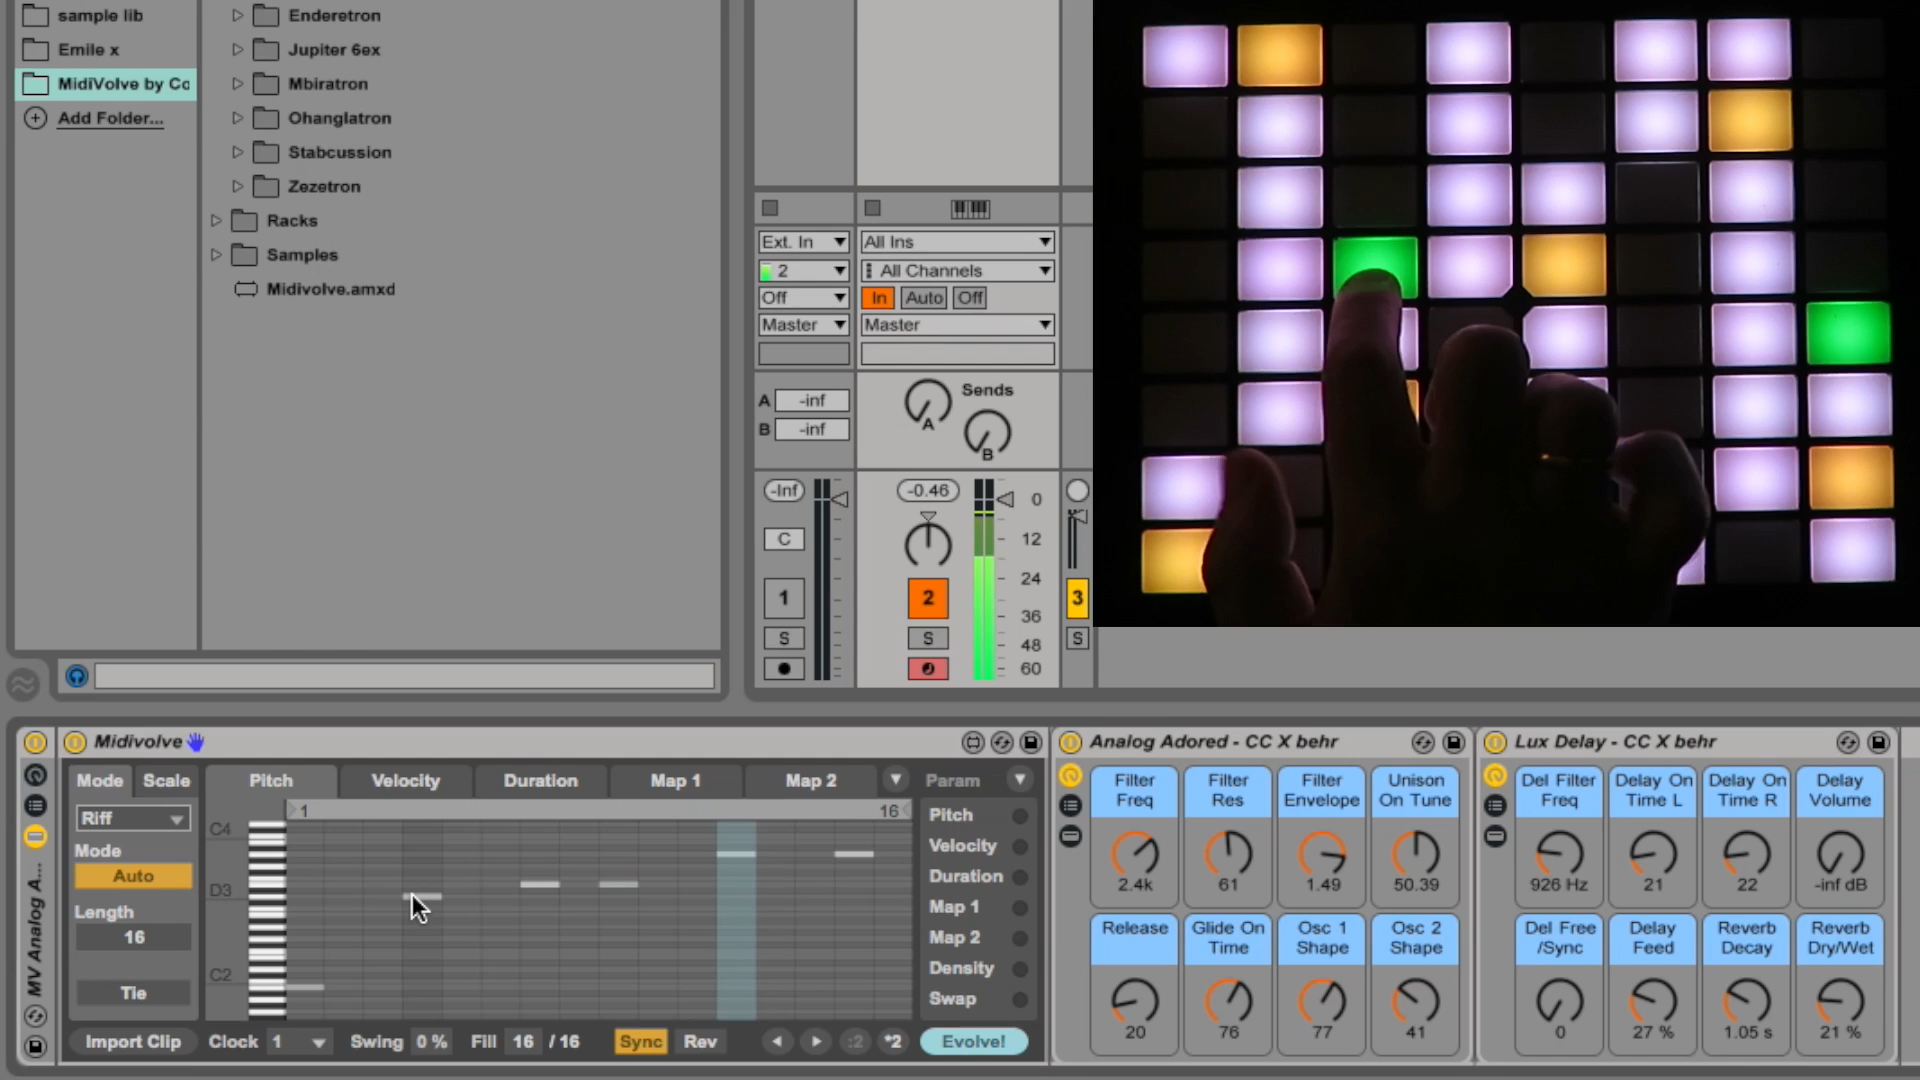 sample lib
Emile x
MidiVolve by Cc
Add Folder...
Enderetron
Jupiter 6ex
Mbiratron
Ohanglatron
Stabcussion
Zezetron
Racks
Samples
Midivolve.amxd
Ext. In
2
Off
Master
All Ins
All Channels
In Auto Off
Master
A -inf
B -inf
Sends
A
B
-Inf
C
1
S
-0.46
2
S
0
12
24
36
48
60
3
S
Midivolve
Mode Scale
Riff
Mode
Auto
Length
16
Tie
Import Clip
Pitch Velocity Duration Map 1 Map 2
1 16
C4
D3
C2
Clock 1 Swing 0 % Fill 16 / 16 Sync Rev :2 *2 Evolve!
Param
Pitch
Velocity
Duration
Map 1
Map 2
Density
Swap
MV Analog A...
Analog Adored - CC X behr
Filter Freq
2.4k
Filter Res
61
Filter Envelope
1.49
Unison On Tune
50.39
Release
20
Glide On Time
76
Osc 1 Shape
77
Osc 2 Shape
41
Lux Delay - CC X behr
Del Filter Freq
926 Hz
Delay On Time L
21
Delay On Time R
22
Delay Volume
-inf dB
Del Free /Sync
0
Delay Feed
27 %
Reverb Decay
1.05 s
Reverb Dry/Wet
21 %